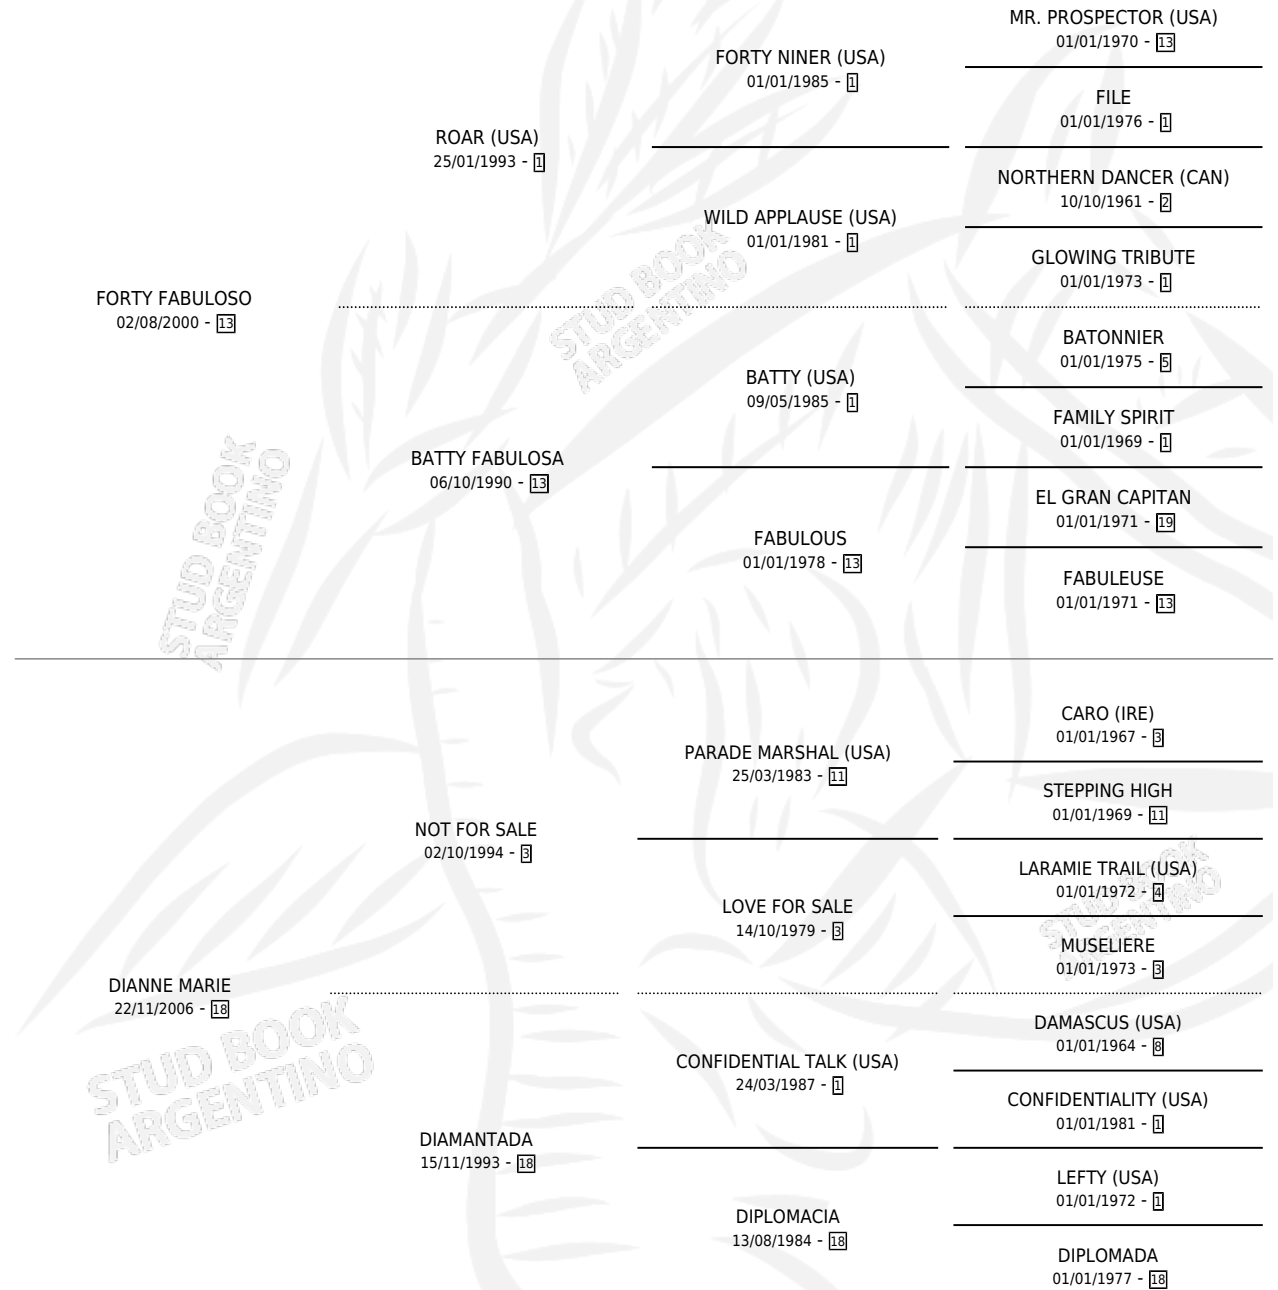 MR. PROSPECTOR (USA)
01/01/1970 - 13
FORTY NINER (USA)
01/01/1985 - 1
FILE
01/01/1976 - 1
ROAR (USA)
25/01/1993 - 1
NORTHERN DANCER (CAN)
10/10/1961 - 2
WILD APPLAUSE (USA)
01/01/1981 - 1
GLOWING TRIBUTE
01/01/1973 - 1
FORTY FABULOSO
02/08/2000 - 13
BATONNIER
01/01/1975 - 5
BATTY (USA)
09/05/1985 - 1
FAMILY SPIRIT
01/01/1969 - 1
BATTY FABULOSA
06/10/1990 - 13
EL GRAN CAPITAN
01/01/1971 - 19
FABULOUS
01/01/1978 - 13
FABULEUSE
01/01/1971 - 13
CARO (IRE)
01/01/1967 - 3
PARADE MARSHAL (USA)
25/03/1983 - 11
STEPPING HIGH
01/01/1969 - 11
NOT FOR SALE
02/10/1994 - 3
LARAMIE TRAIL (USA)
01/01/1972 - 4
LOVE FOR SALE
14/10/1979 - 3
MUSELIERE
01/01/1973 - 3
DIANNE MARIE
22/11/2006 - 18
DAMASCUS (USA)
01/01/1964 - 8
CONFIDENTIAL TALK (USA)
24/03/1987 - 1
CONFIDENTIALITY (USA)
01/01/1981 - 1
DIAMANTADA
15/11/1993 - 18
LEFTY (USA)
01/01/1972 - 1
DIPLOMACIA
13/08/1984 - 18
DIPLOMADA
01/01/1977 - 18
STUD BOOK
ARGENTINO
STUD BOOK
ARGENTINO
STUD BOOK
ARGENTINO
STUD BOOK
ARGENTINO